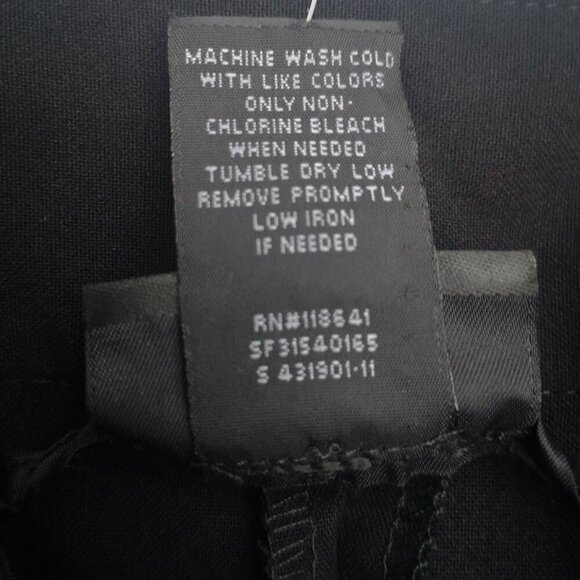 MACHINE WASH COLD
WITH LIKE COLORS
ONLY NON-
CHLORINE BLEACH
WHEN NEEDED
TUMBLE DRY LOW
REMOVE PROMPTLY
LOW IRON
IF NEEDED
RN#118641
SF31540165
S 431901-11